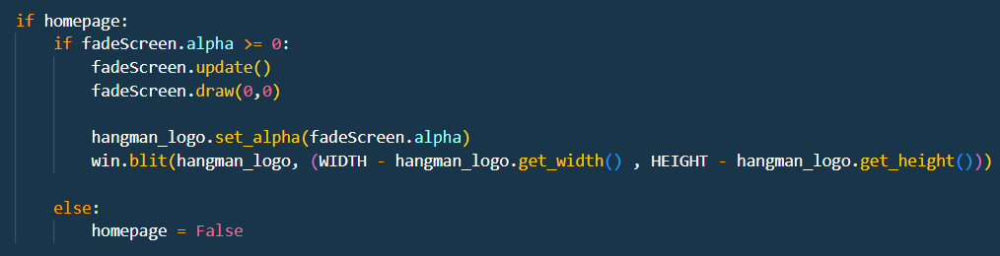 if homepage:
    if fadeScreen.alpha >= 0:
        fadeScreen.update()
        fadeScreen.draw(0,0)

        hangman_logo.set_alpha(fadeScreen.alpha)
        win.blit(hangman_logo, (WIDTH - hangman_logo.get_width() , HEIGHT - hangman_logo.get_height()))

    else:
        homepage = False